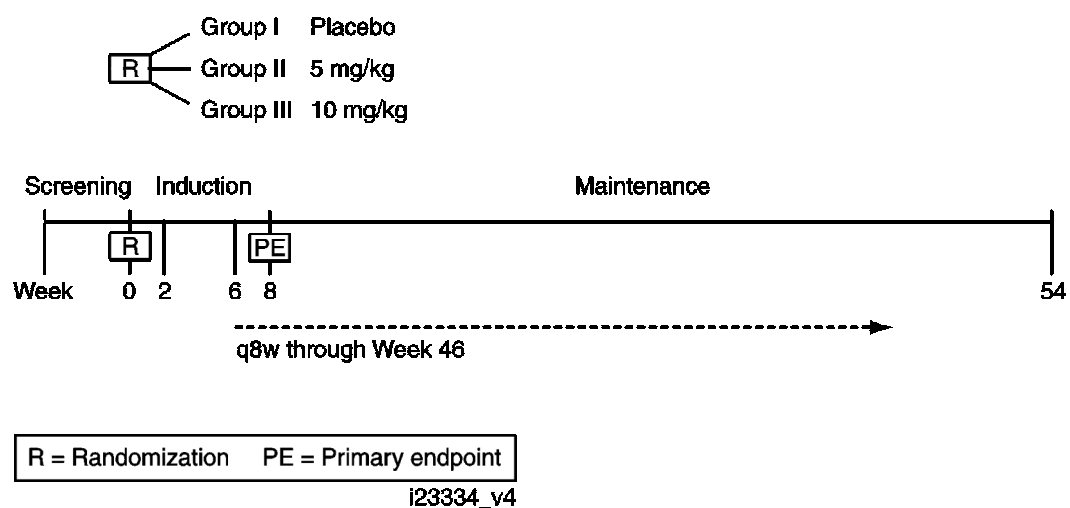 Group I Placebo
R Group II 5 mg/kg
Group III 10 mg/kg
Screening Induction Maintenance
R PE
Week 0 2 6 8 54
q8w through Week 46
R = Randomization PE = Primary endpoint
i23334_v4